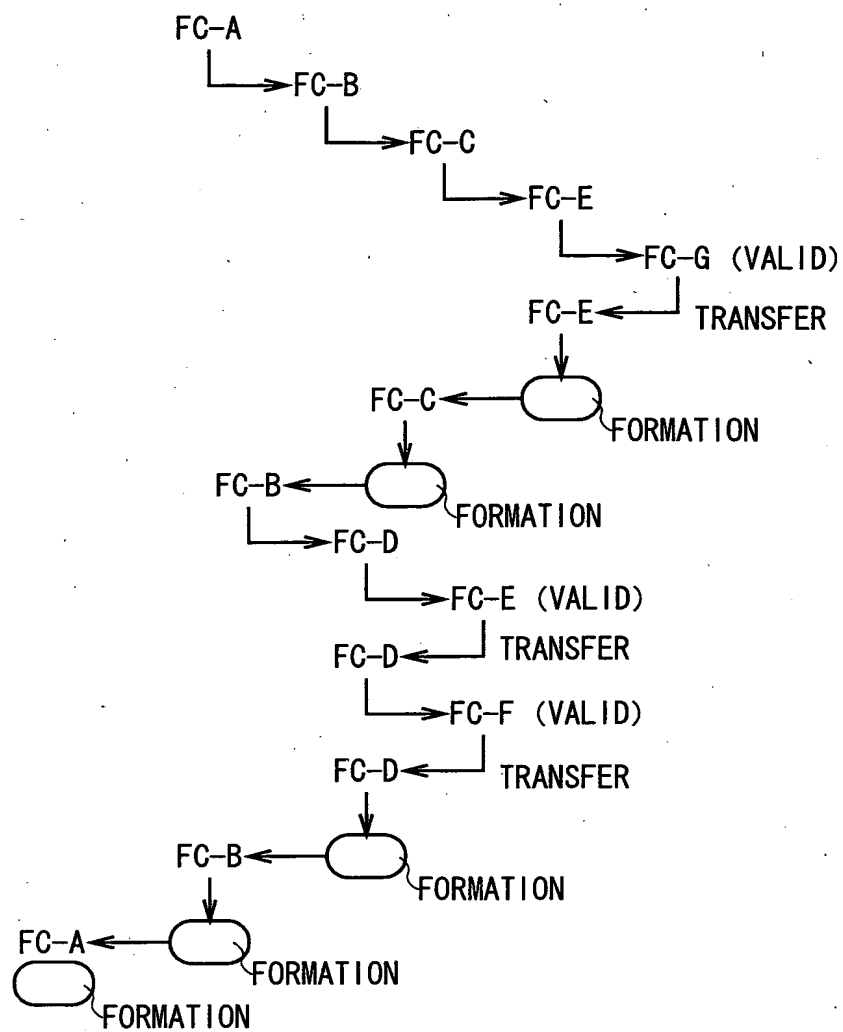 FC-A
FC-B
FC-C
FC-E
FC-G (VALID)
FC-E TRANSFER
FC-C
FORMATION
FC-B
FORMATION
FC-D
FC-E (VALID)
FC-D TRANSFER
FC-F (VALID)
FC-D TRANSFER
FC-B
FORMATION
FC-A
FORMATION
FORMATION